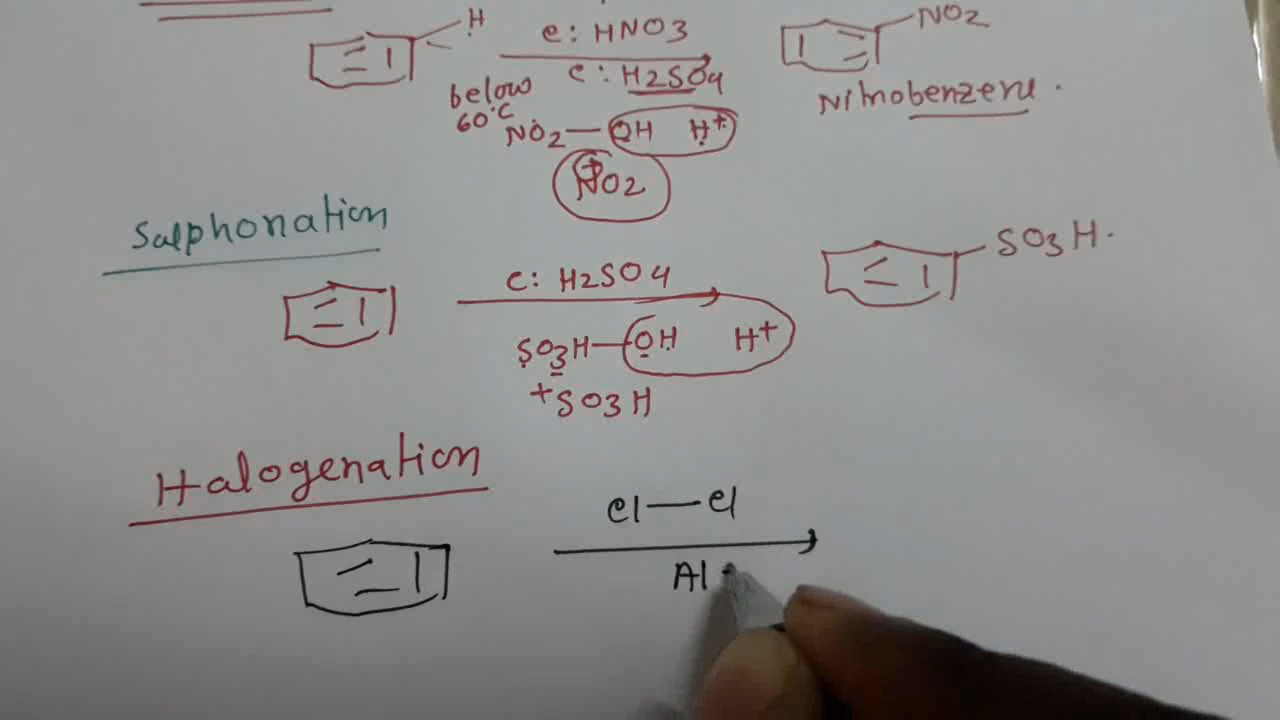 H
e: HNO3
NO2
c: H2SO4
below
60°C
Nitrobenzene.
NO2—OH H+
+
NO2
Sulphonation
SO3H.
c: H2SO4
SO3H—OH H+
+SO3H
Halogenation
Cl—Cl
Al